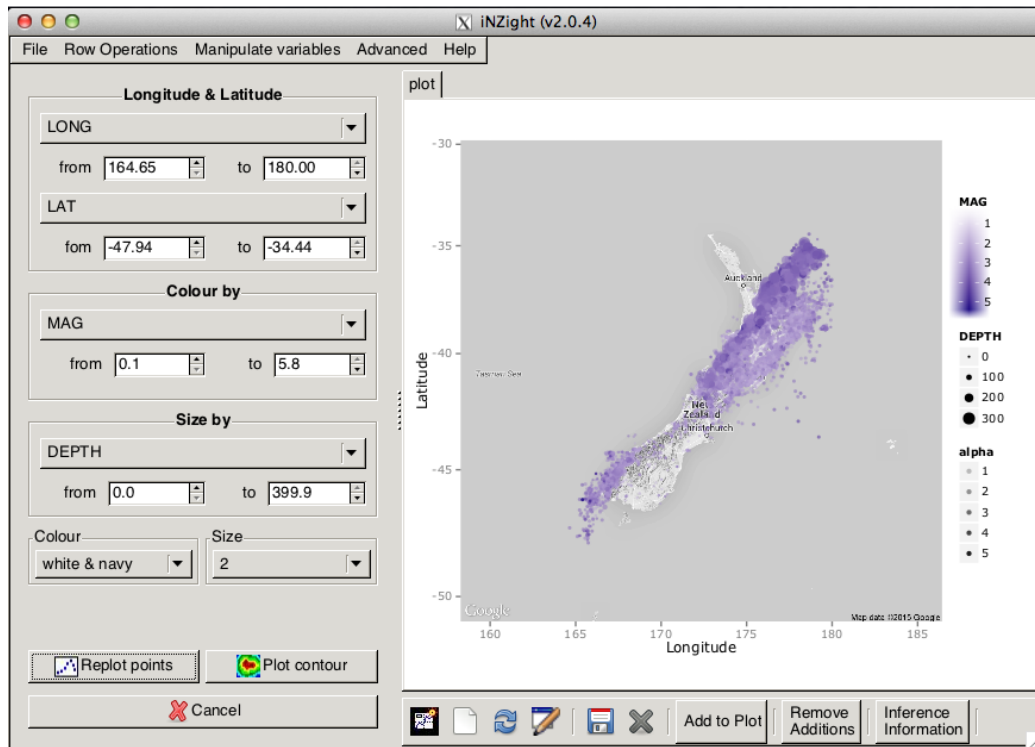 X iNZight (v2.0.4)
File Row Operations Manipulate variables Advanced Help
Longitude & Latitude
LONG
from 164.65 to 180.00
LAT
fom -47.94 to -34.44
Colour by
MAG
from 0.1 to 5.8
Size by
DEPTH
from 0.0 to 399.9
Colour
white & navy
Size
2
Replot points
Plot contour
Cancel
plot
Latitude
-30
-35
-40
-45
-50
Auckland
Tasman Sea
New
Zealand
Christchurch
Google
Map data ©2015 Google
160 165 170 175 180 185
Longitude
MAG
1
2
3
4
5
DEPTH
0
100
200
300
alpha
1
2
3
4
5
Add to Plot
Remove
Additions
Inference
Information